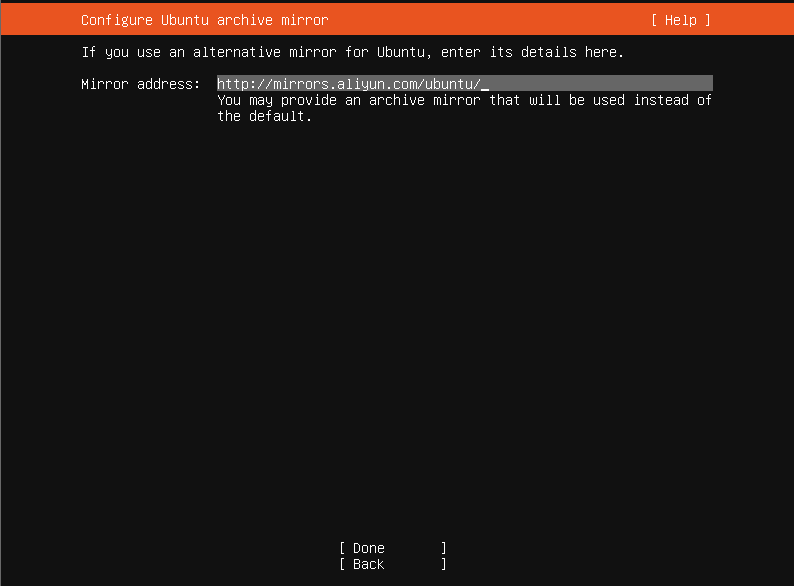 Configure Ubuntu archive mirror [ Help ]
If you use an alternative mirror for Ubuntu, enter its details here.
Mirror address: http://mirrors.aliyun.com/ubuntu/_
You may provide an archive mirror that will be used instead of
the default.
[ Done ]
[ Back ]